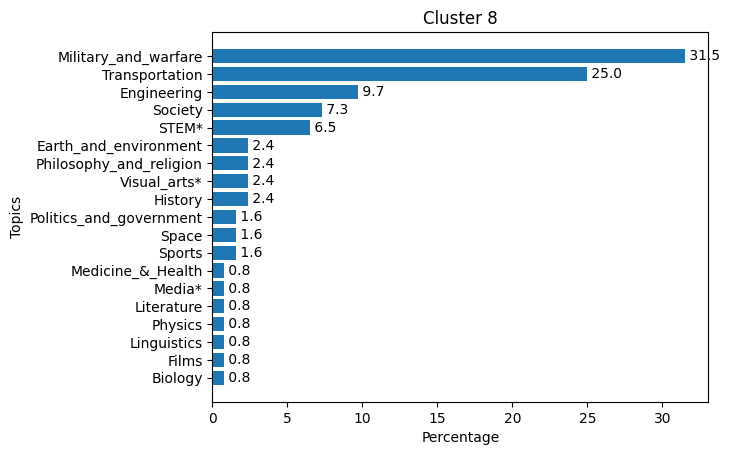 Cluster 8
Topics
Military_and_warfare 31.5
Transportation 25.0
Engineering 9.7
Society 7.3
STEM* 6.5
Earth_and_environment 2.4
Philosophy_and_religion 2.4
Visual_arts* 2.4
History 2.4
Politics_and_government 1.6
Space 1.6
Sports 1.6
Medicine_&_Health 0.8
Media* 0.8
Literature 0.8
Physics 0.8
Linguistics 0.8
Films 0.8
Biology 0.8
0 5 10 15 20 25 30
Percentage